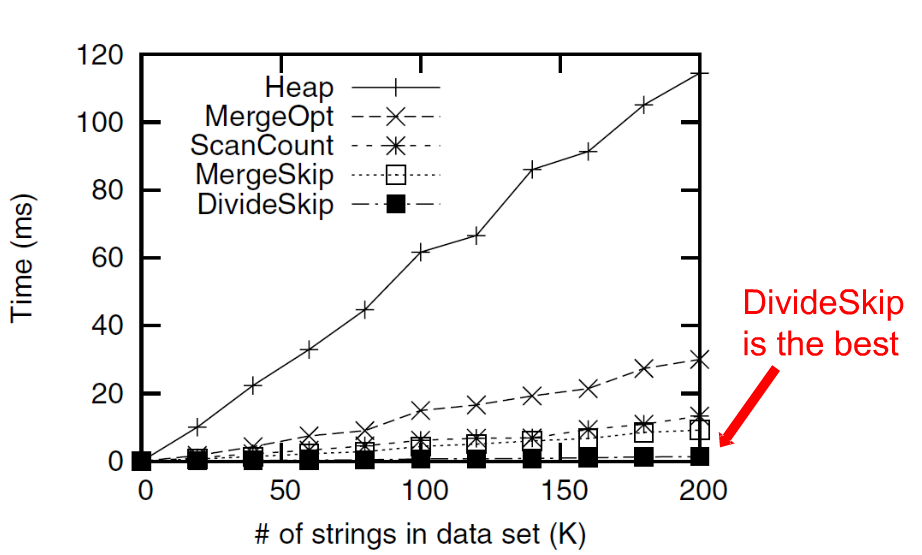 120
100
80
60
40
20
0
Time (ms)
Heap
MergeOpt
ScanCount
MergeSkip
DivideSkip
DivideSkip
is the best
0 50 100 150 200
# of strings in data set (K)